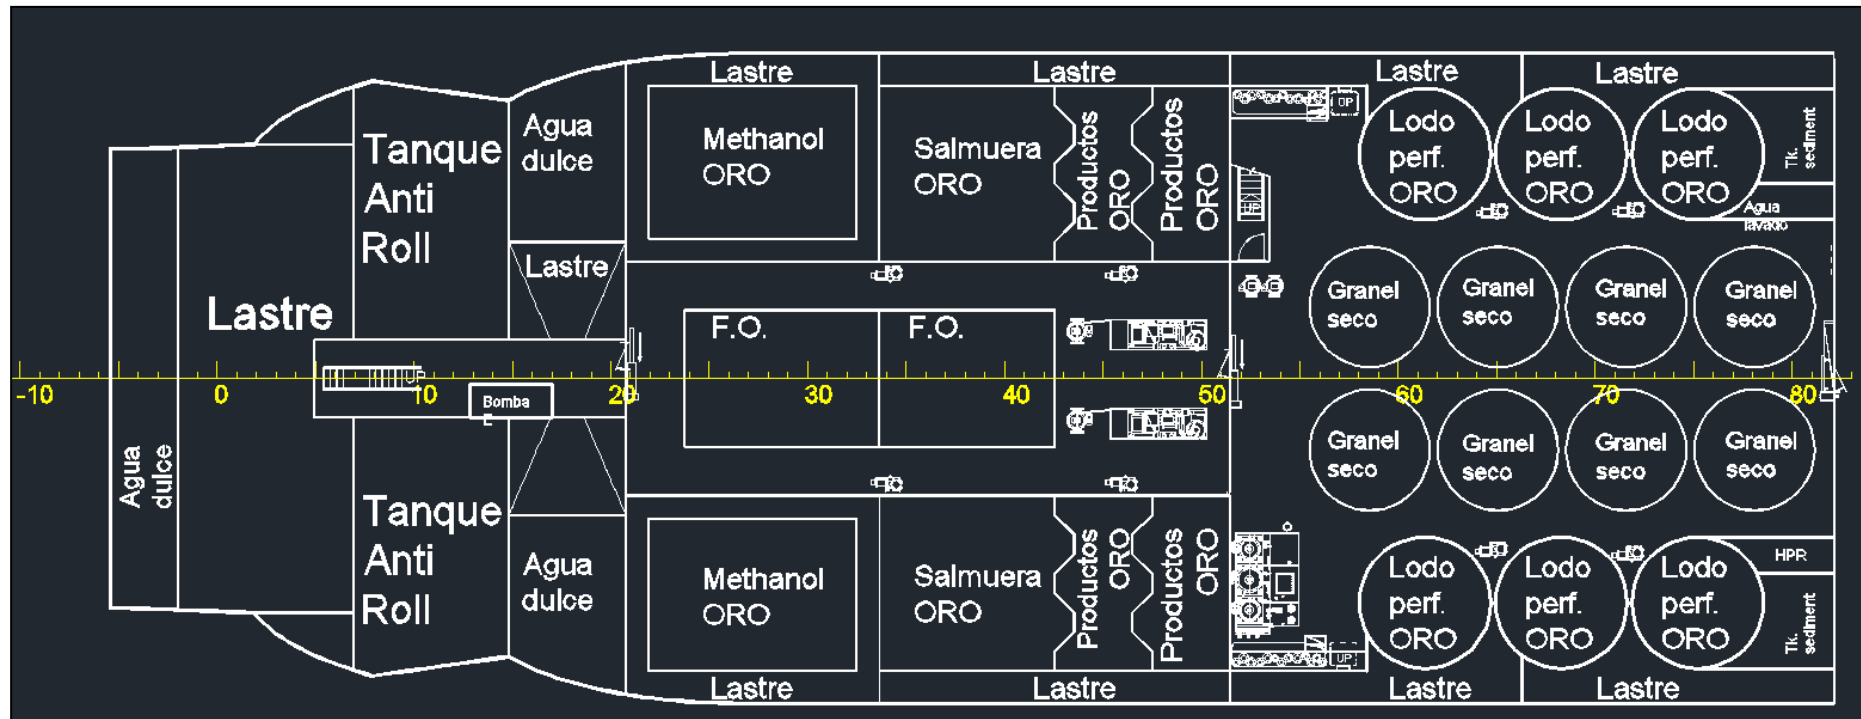 Lastre
Lastre
Lastre
Lastre
Tanque
Anti
Roll
Agua
dulce
Methanol
ORO
Salmuera
ORO
Productos
ORO
Productos
ORO
UP
UP
Lodo
perf.
ORO
Lodo
perf.
ORO
Lodo
perf.
ORO
Tk.
sediment
Agua
lavado
Lastre
Lastre
F.O.
F.O.
Granel
seco
Granel
seco
Granel
seco
Granel
seco
-10 0 10 20 30 40 50 60 70 80
Bomba
Agua
dulce
Granel
seco
Granel
seco
Granel
seco
Granel
seco
Tanque
Anti
Roll
Agua
dulce
Methanol
ORO
Salmuera
ORO
Productos
ORO
Productos
ORO
UP
Lodo
perf.
ORO
Lodo
perf.
ORO
Lodo
perf.
ORO
HPR
Tk.
sediment
Lastre
Lastre
Lastre
Lastre